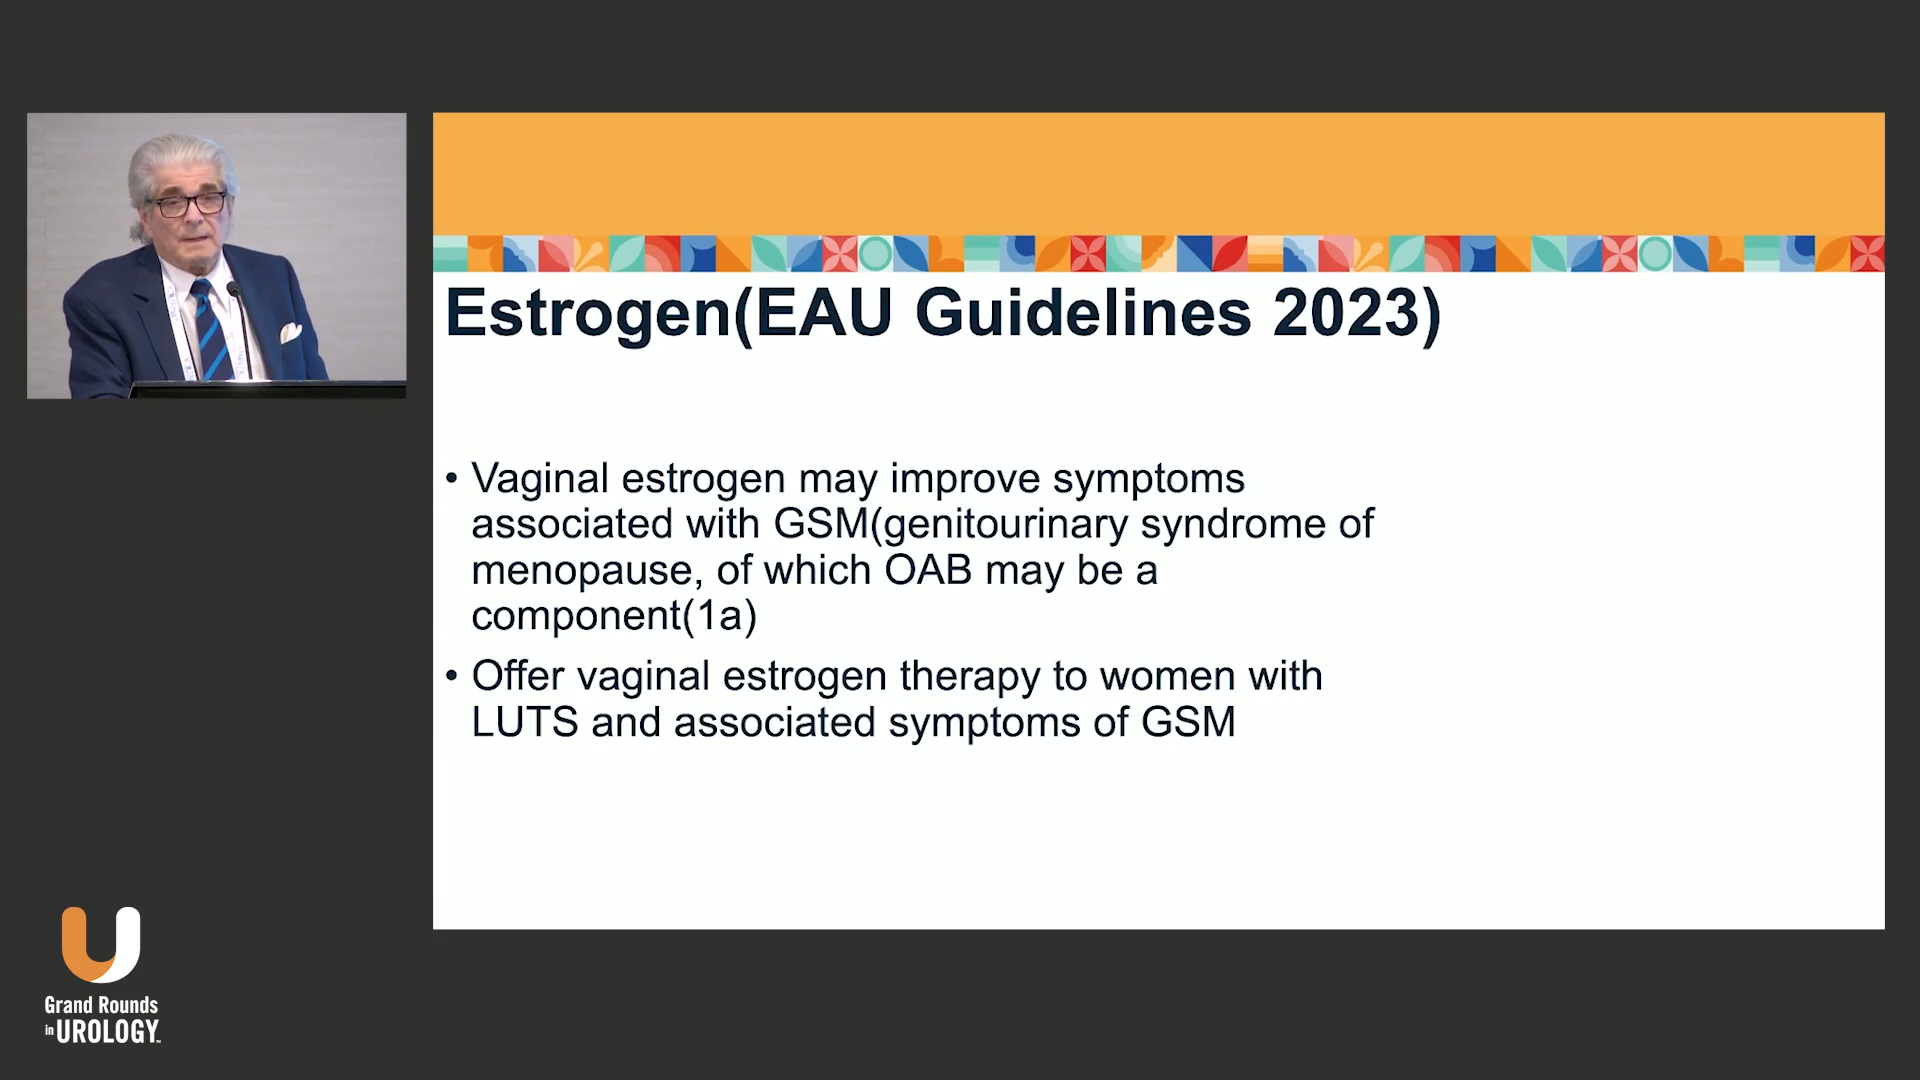 Estrogen(EAU Guidelines 2023)
• Vaginal estrogen may improve symptoms
associated with GSM(genitourinary syndrome of
menopause, of which OAB may be a
component(1a)
• Offer vaginal estrogen therapy to women with
LUTS and associated symptoms of GSM
Grand Rounds
in UROLOGY